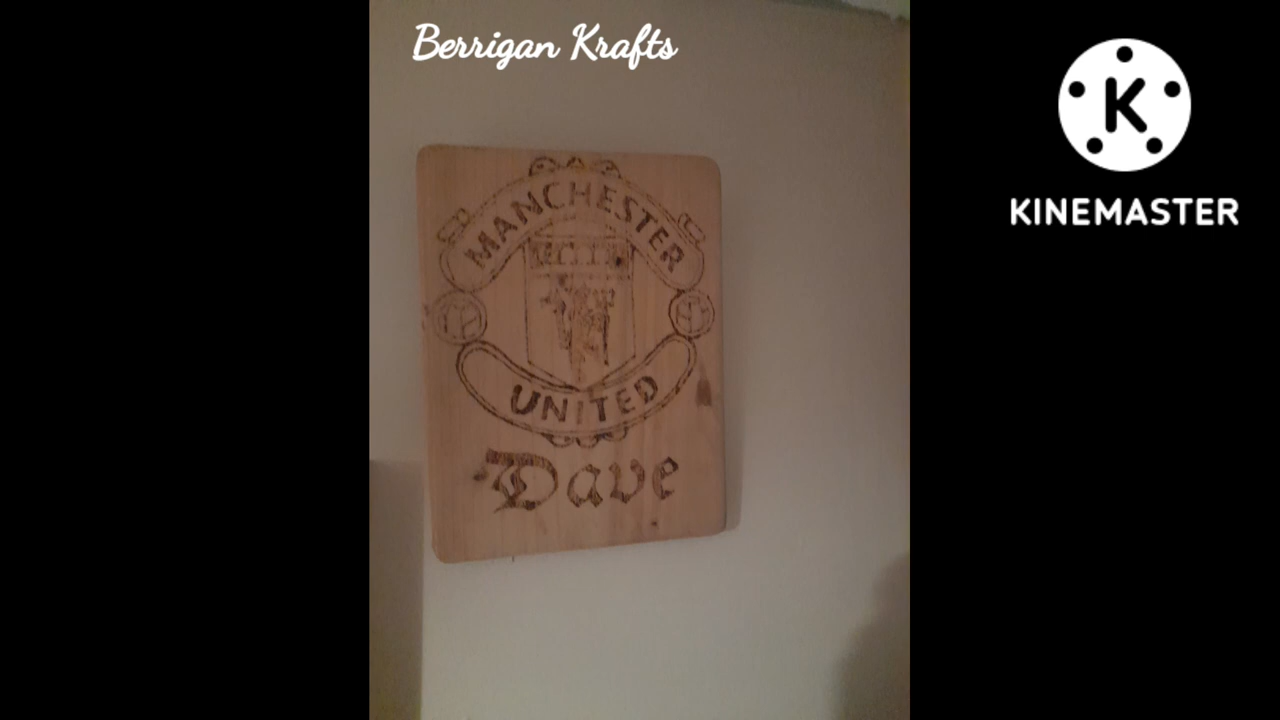 Berrigan Krafts
K
KINEMASTER
MANCHESTER
UNITED
Dave